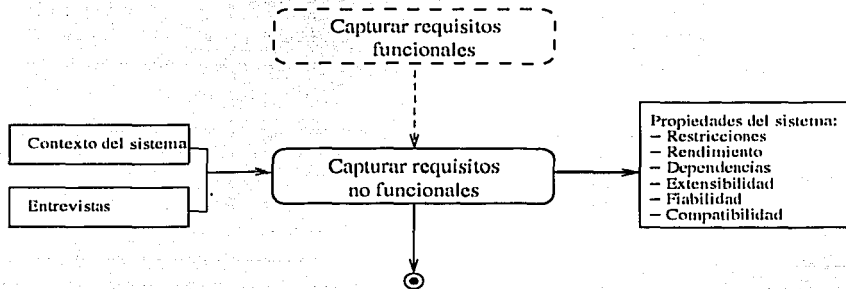 Capturar requisitos
funcionales
Contexto del sistema
Entrevistas
Capturar requisitos
no funcionales
Propiedades del sistema:
– Restricciones
– Rendimiento
– Dependencias
– Extensibilidad
– Fiabilidad
– Compatibilidad